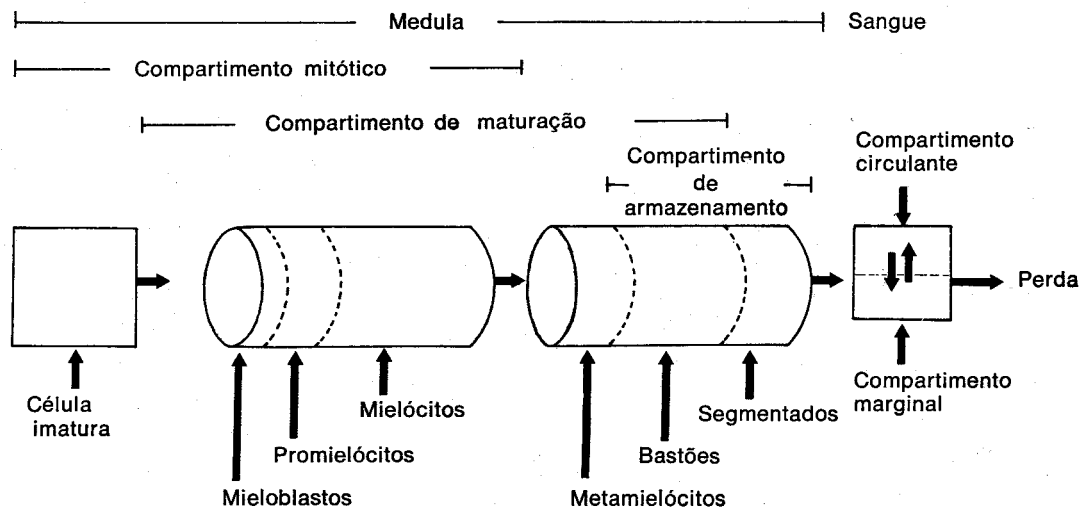 Medula
Sangue
Compartimento mitótico
Compartimento de maturação
Compartimento
de
armazenamento
Compartimento
circulante
Perda
Célula
imatura
Mielócitos
Segmentados
Compartimento
marginal
Promielócitos
Bastões
Mieloblastos
Metamielócitos